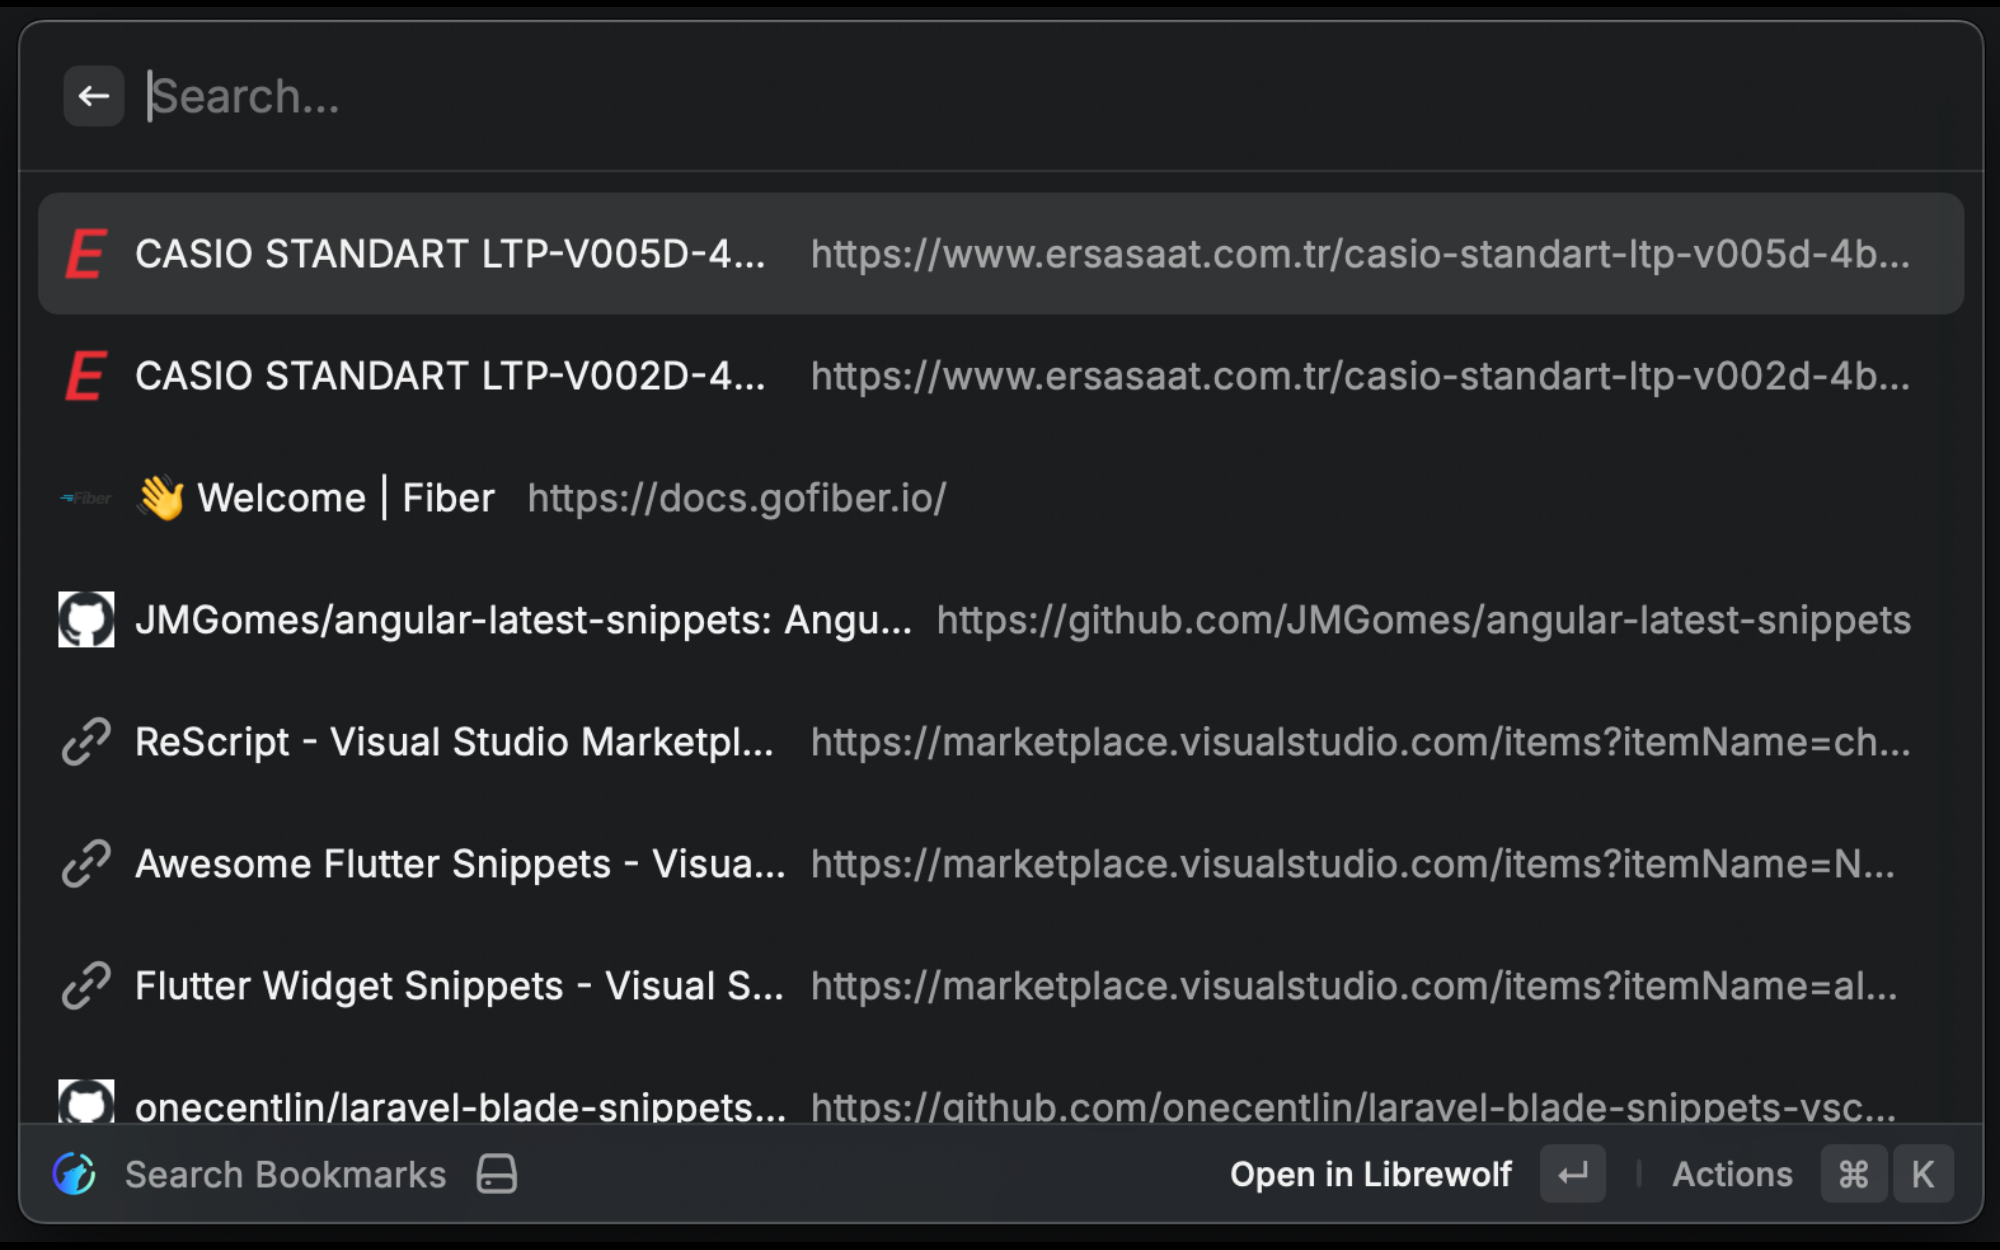 Search...
CASIO STANDART LTP-V005D-4... https://www.ersasaat.com.tr/casio-standart-ltp-v005d-4b...
CASIO STANDART LTP-V002D-4... https://www.ersasaat.com.tr/casio-standart-ltp-v002d-4b...
Fiber 👋 Welcome | Fiber https://docs.gofiber.io/
JMGomes/angular-latest-snippets: Angu... https://github.com/JMGomes/angular-latest-snippets
ReScript - Visual Studio Marketpl... https://marketplace.visualstudio.com/items?itemName=ch...
Awesome Flutter Snippets - Visua... https://marketplace.visualstudio.com/items?itemName=N...
Flutter Widget Snippets - Visual S... https://marketplace.visualstudio.com/items?itemName=al...
onecentlin/laravel-blade-snippets... https://github.com/onecentlin/laravel-blade-snippets-vsc...
Search Bookmarks Open in Librewolf ↵ | Actions ⌘ K